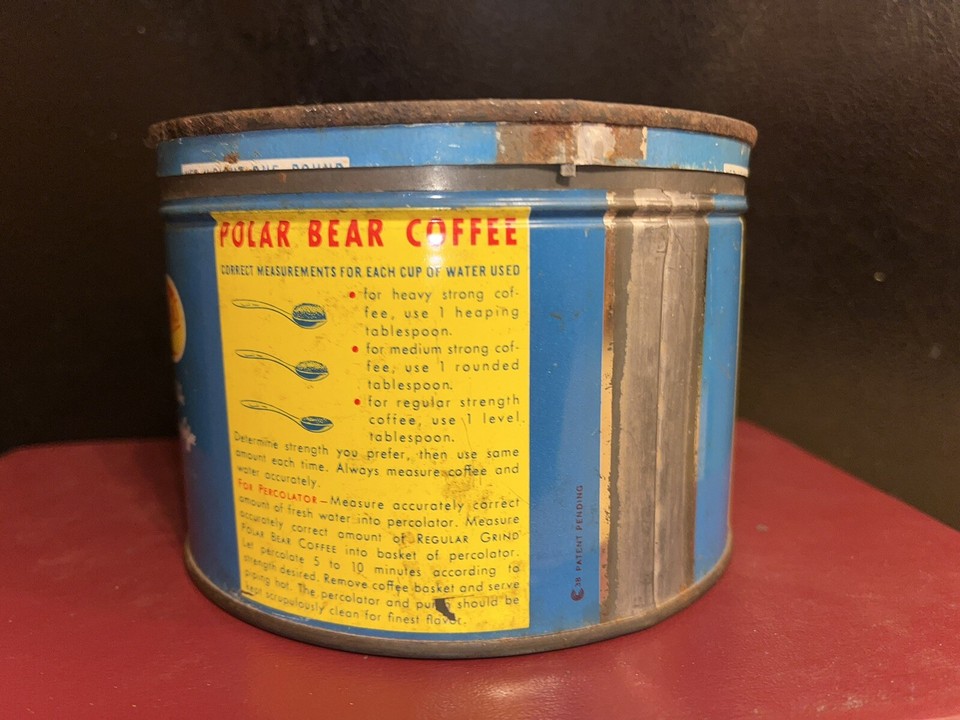 ONE POUND
POLAR BEAR COFFEE
CORRECT MEASUREMENTS FOR EACH CUP OF WATER USED
• for heavy strong cof-
fee, use 1 heaping
tablespoon.
• for medium strong cof-
fee, use 1 rounded
tablespoon.
• for regular strength
coffee, use 1 level
tablespoon.
Determine strength you prefer, then use same
amount each time. Always measure coffee and
water accurately.
FOR PERCOLATOR—Measure accurately correct
amount of fresh water into percolator. Measure
accurately correct amount of REGULAR GRIND
POLAR BEAR COFFEE into basket of percolator.
Let percolate 5 to 10 minutes according to
strength desired. Remove coffee basket and serve
piping hot. The percolator and pump should be
kept scrupulously clean for finest flavor.
38 PATENT PENDING